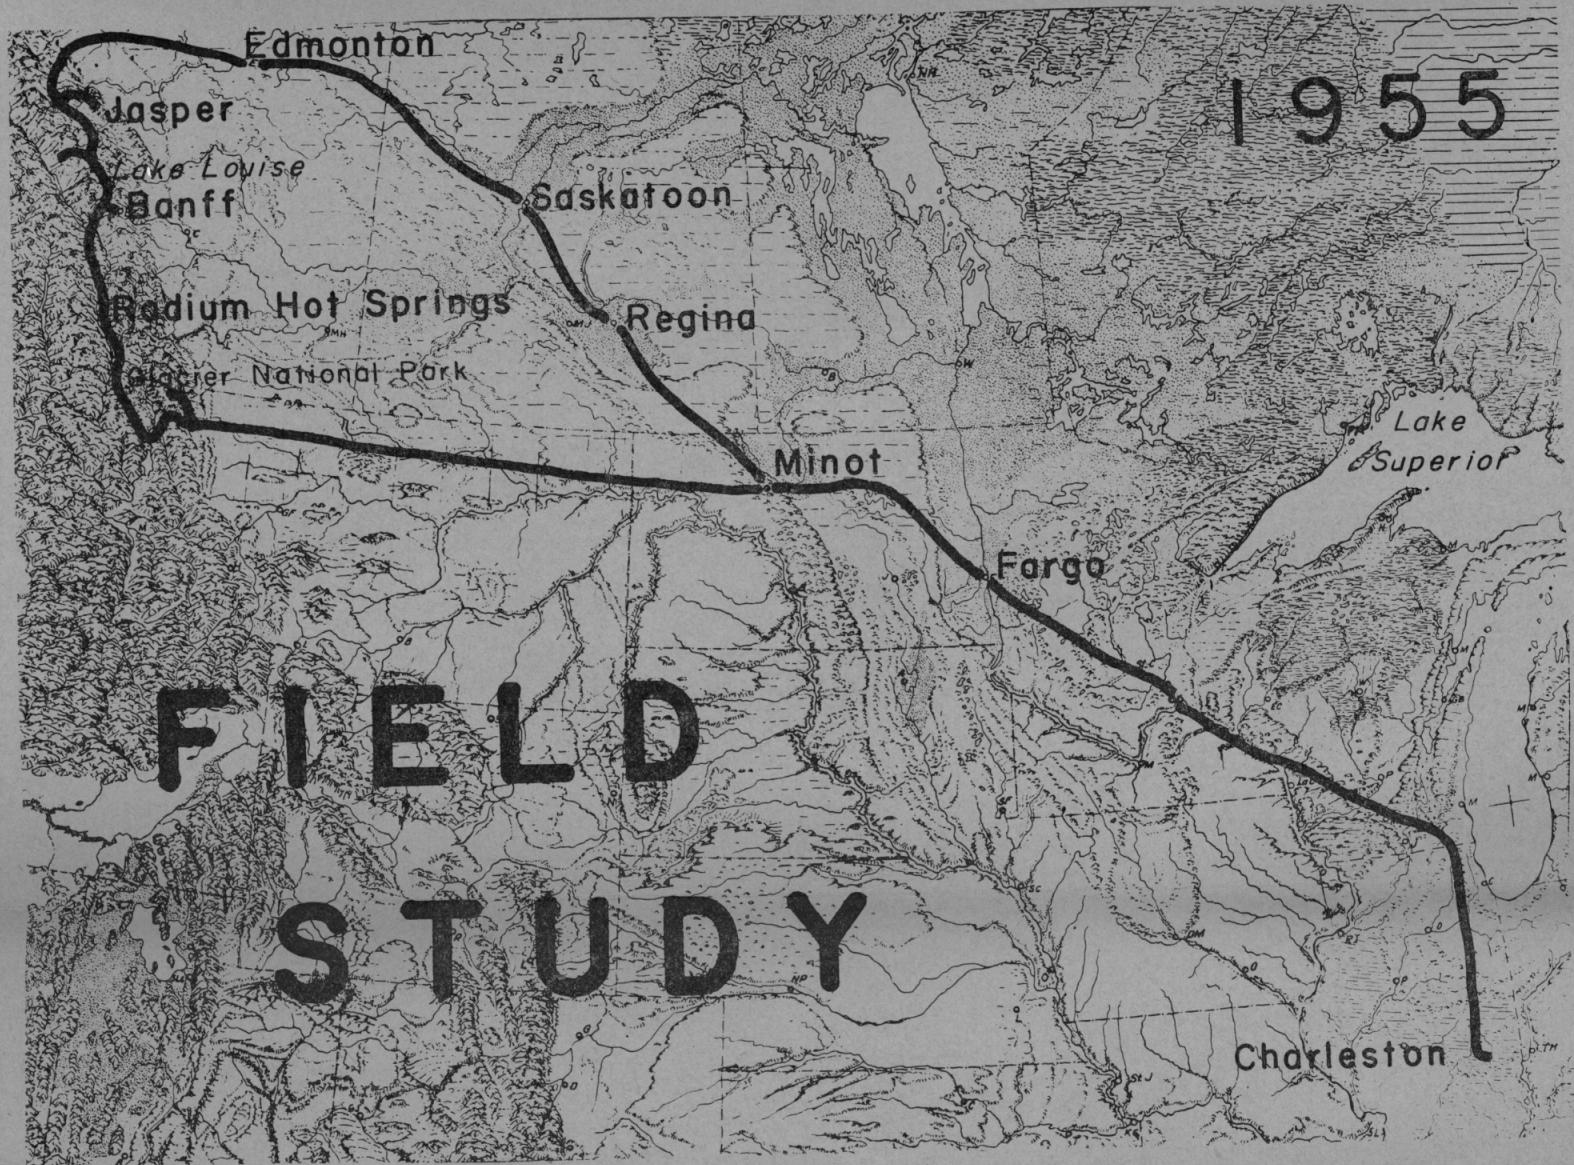 Edmonton
1955
Jasper
Lake Louise
Banff
Saskatoon
Radium Hot Springs
Regina
Glacier National Park
Lake
Superior
Minot
Fargo
FIELD
STUDY
Charleston